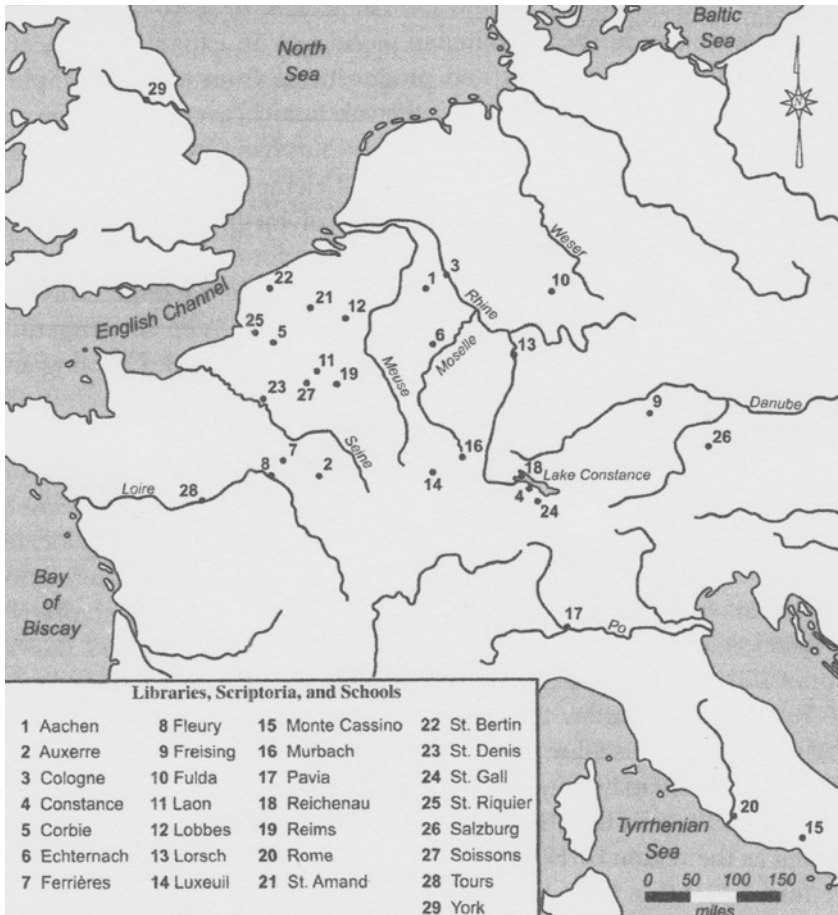 Baltic
Sea
North
Sea
N
29
Weser
22
1
3
10
21
Rhine
English Channel
12
25
5
6
13
Moselle
Meuse
11
27
19
23
9
Danube
26
7
Seine
16
8
2
14
18
Lake Constance
Loire
28
4
24
Bay
of
Biscay
17
Po
20
15
Tyrrhenian
Sea
Libraries, Scriptoria, and Schools
1 Aachen
2 Auxerre
3 Cologne
4 Constance
5 Corbie
6 Echternach
7 Ferrières
8 Fleury
9 Freising
10 Fulda
11 Laon
12 Lobbes
13 Lorsch
14 Luxeuil
15 Monte Cassino
16 Murbach
17 Pavia
18 Reichenau
19 Reims
20 Rome
21 St. Amand
22 St. Bertin
23 St. Denis
24 St. Gall
25 St. Riquier
26 Salzburg
27 Soissons
28 Tours
29 York
0 50 100 150
miles